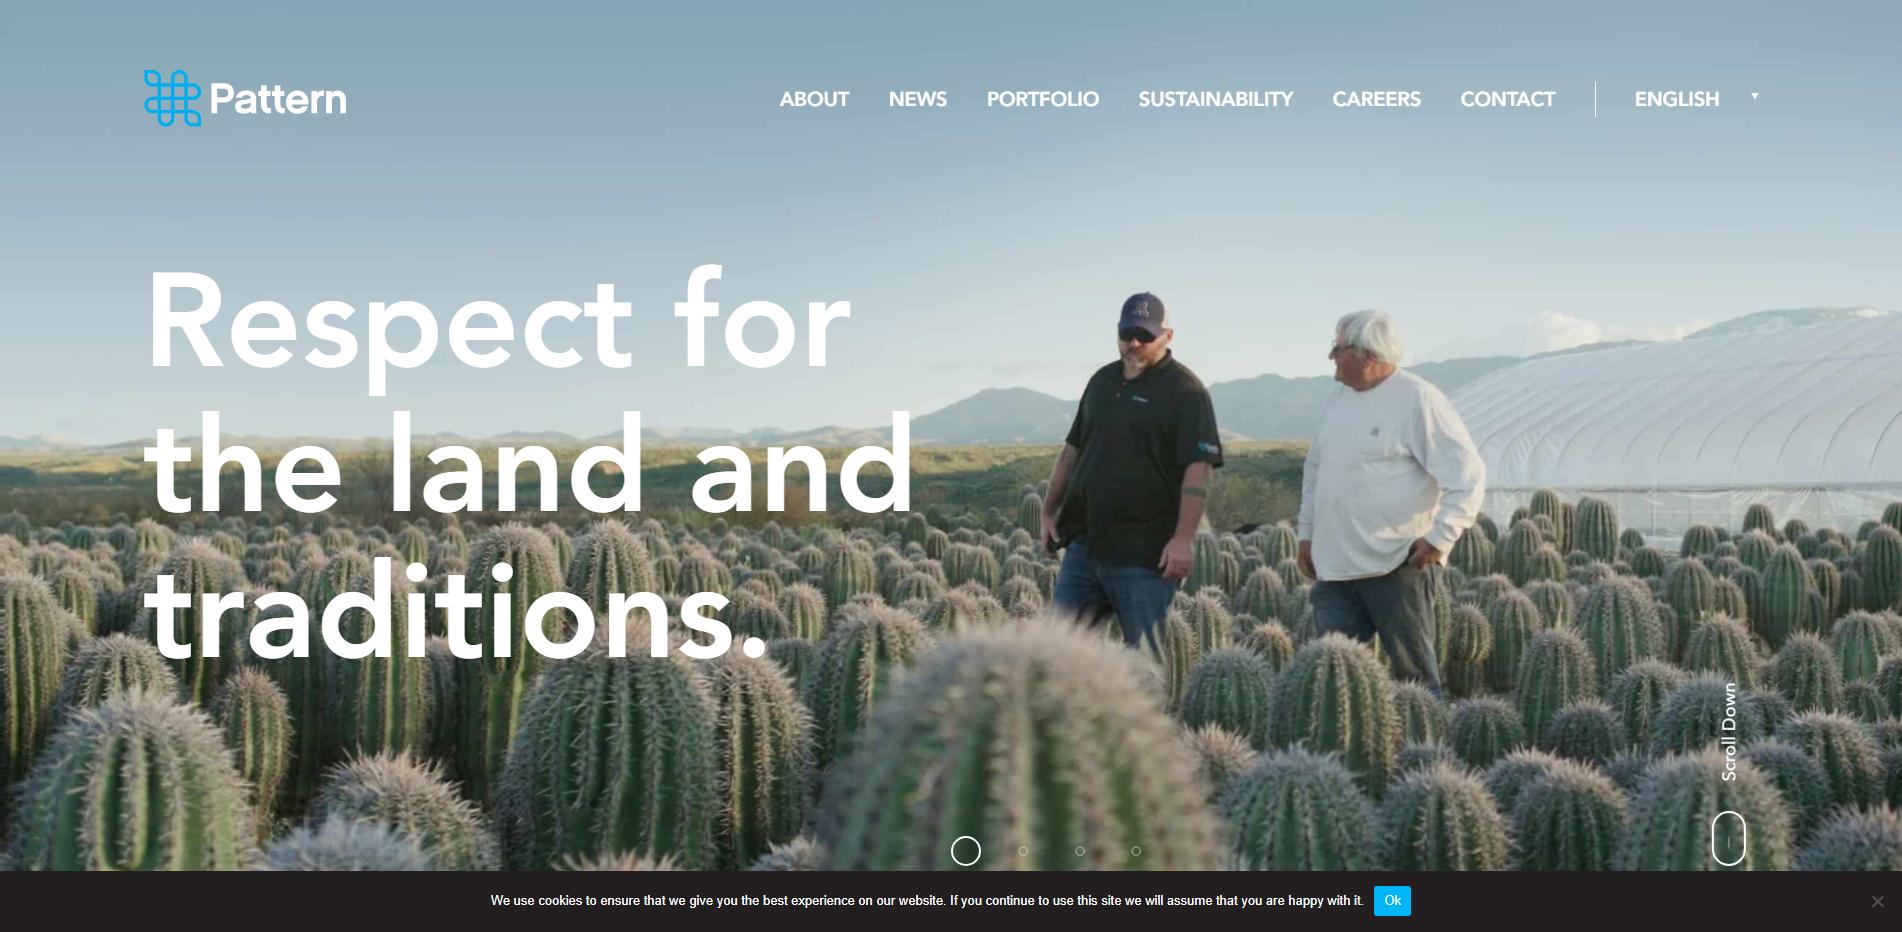 Pattern
ABOUT NEWS PORTFOLIO SUSTAINABILITY CAREERS CONTACT ENGLISH
Respect for
the land and
traditions.
Scroll Down
We use cookies to ensure that we give you the best experience on our website. If you continue to use this site we will assume that you are happy with it. Ok